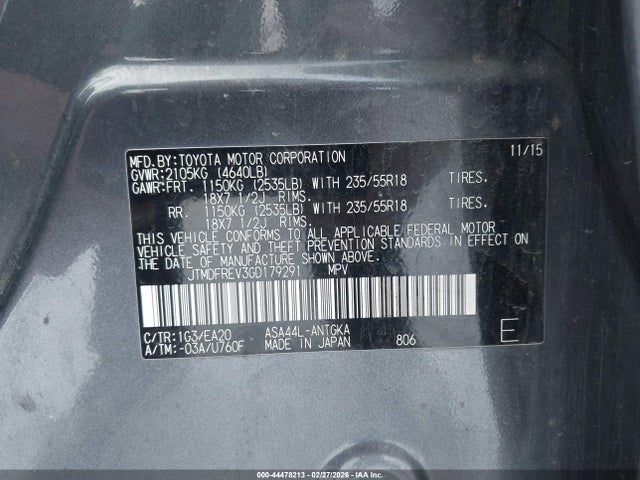 MFD.BY:TOYOTA MOTOR CORPORATION 11/15
GVWR:2105KG (4640LB)
GAWR:FRT. 1150KG (2535LB) WITH 235/55R18 TIRES,
18X7 1/2J RIMS.
RR. 1150KG (2535LB) WITH 235/55R18 TIRES,
18X7 1/2J RIMS.
THIS VEHICLE CONFORMS TO ALL APPLICABLE FEDERAL MOTOR
VEHICLE SAFETY AND THEFT PREVENTION STANDARDS IN EFFECT
ON THE DATE OF MANUFACTURE SHOWN ABOVE.
JTMDFREV3GD179291 MPV
C/TR:1G3/EA20 ASA44L-ANTGKA
A/TM:-03A/U760F MADE IN JAPAN 806 E
000-44478213 - 02/27/2026 - IAA Inc.